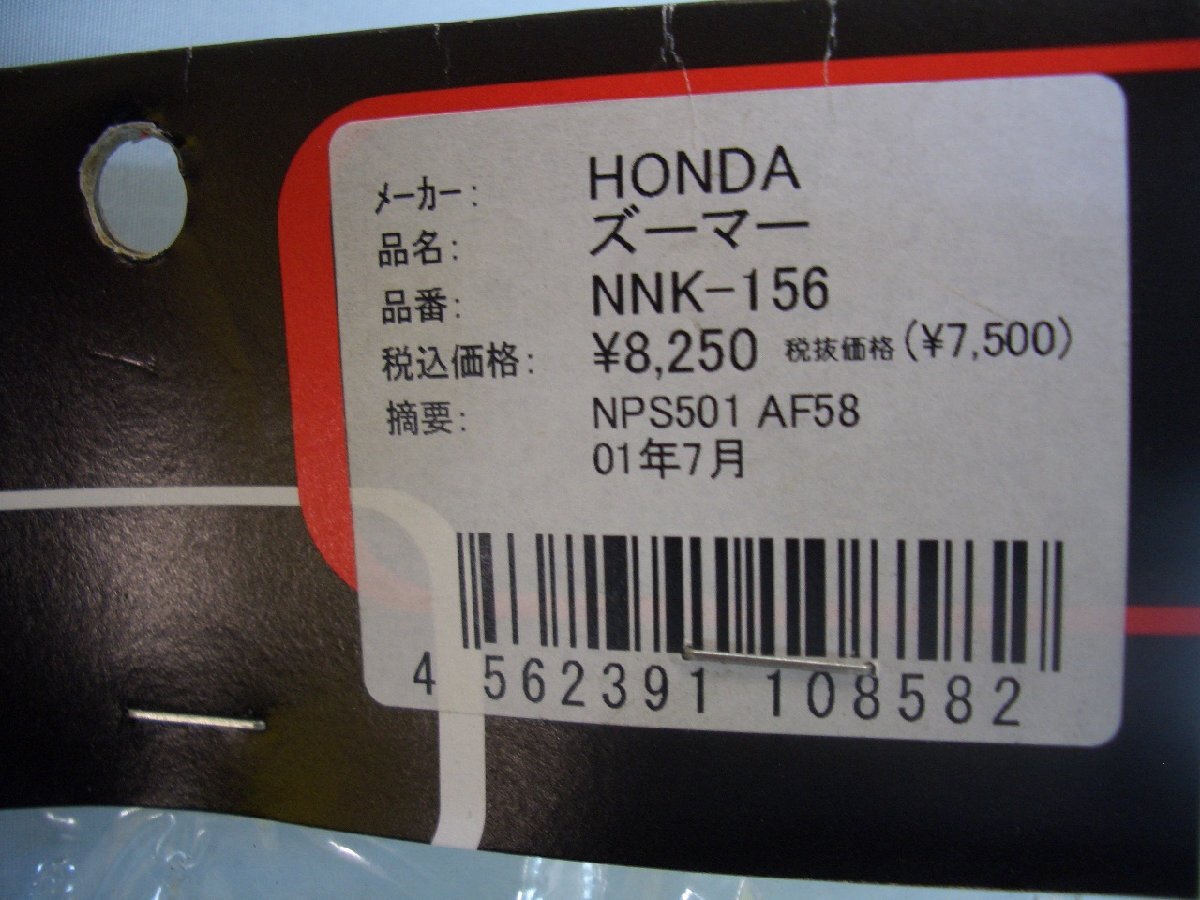 ﾒｰｶｰ: HONDA
品名: ズーマー
品番: NNK-156
税込価格: ¥8,250 税抜価格(¥7,500)
摘要: NPS501 AF58
01年7月
4 562391 108582